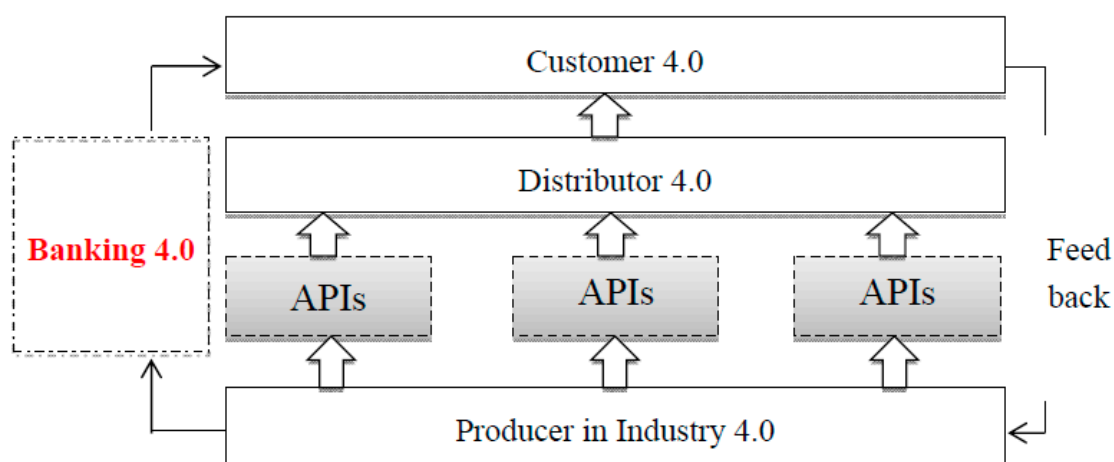 Customer 4.0
Distributor 4.0
Banking 4.0
APIs
APIs
APIs
Feed
back
Producer in Industry 4.0